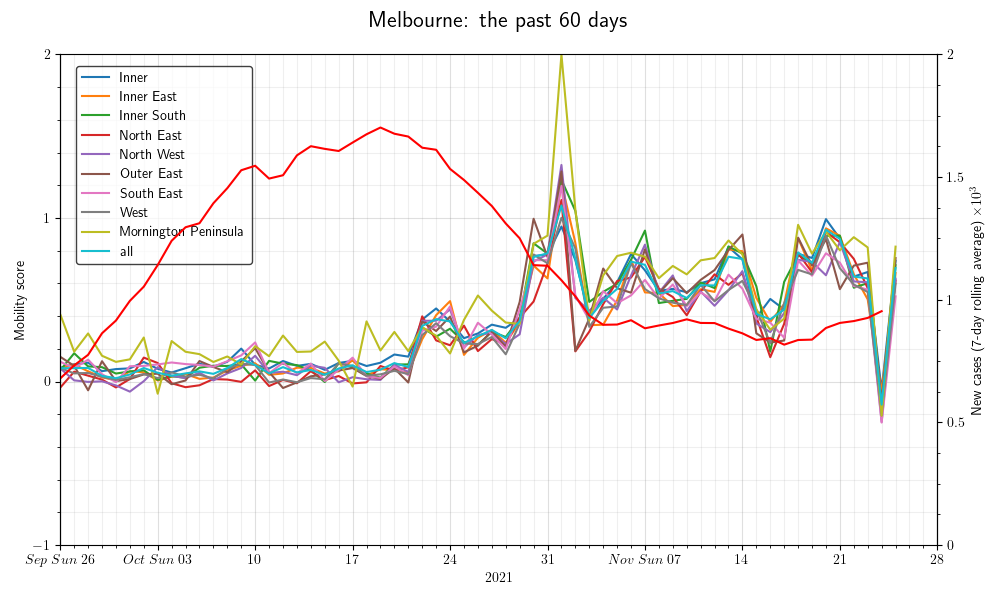 Melbourne: the past 60 days
Mobility score
2
1
0
−1
Inner
Inner East
Inner South
North East
North West
Outer East
South East
West
Mornington Peninsula
all
2
1.5
1
0.5
0
New cases (7-day rolling average) ×10³
Sep Sun 26 Oct Sun 03 10 17 24 31 Nov Sun 07 14 21 28
2021